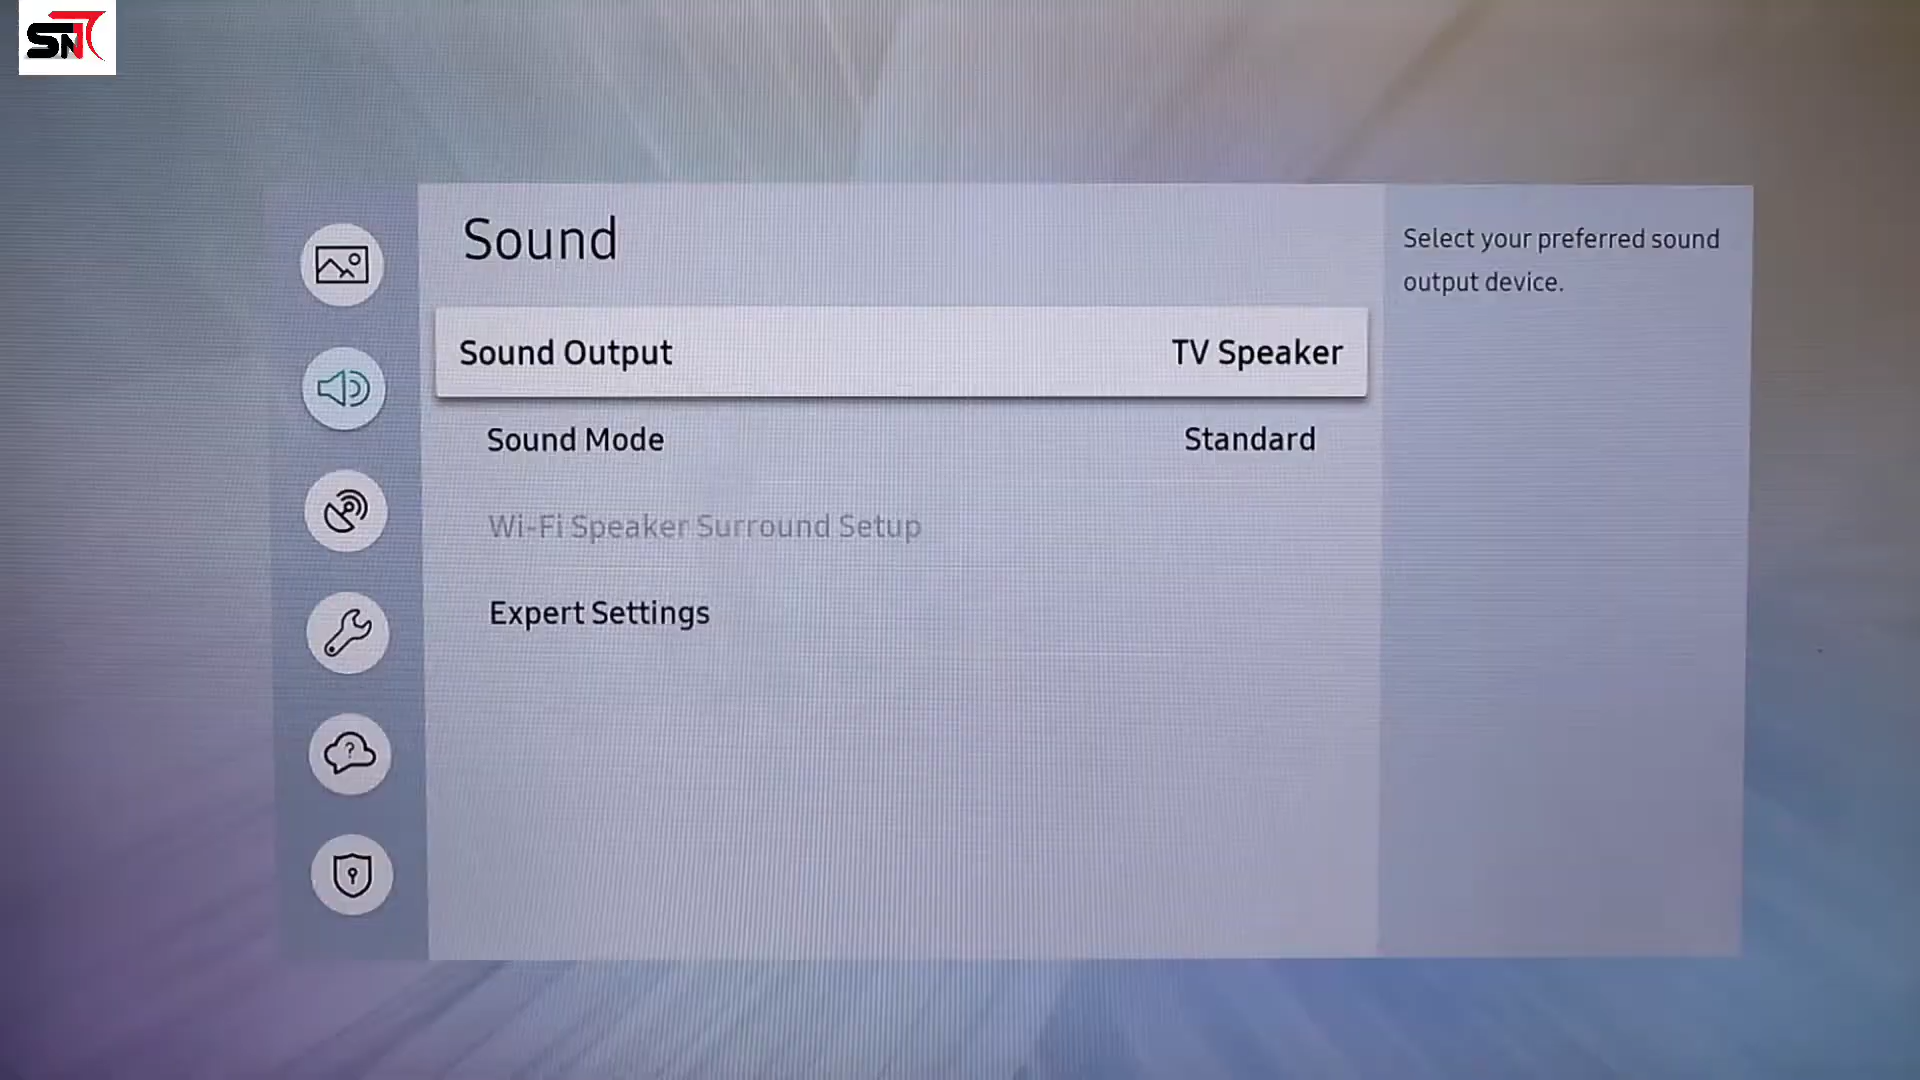 SNT
Sound
Sound Output TV Speaker
Sound Mode Standard
Wi-Fi Speaker Surround Setup
Expert Settings
Select your preferred sound
output device.
?